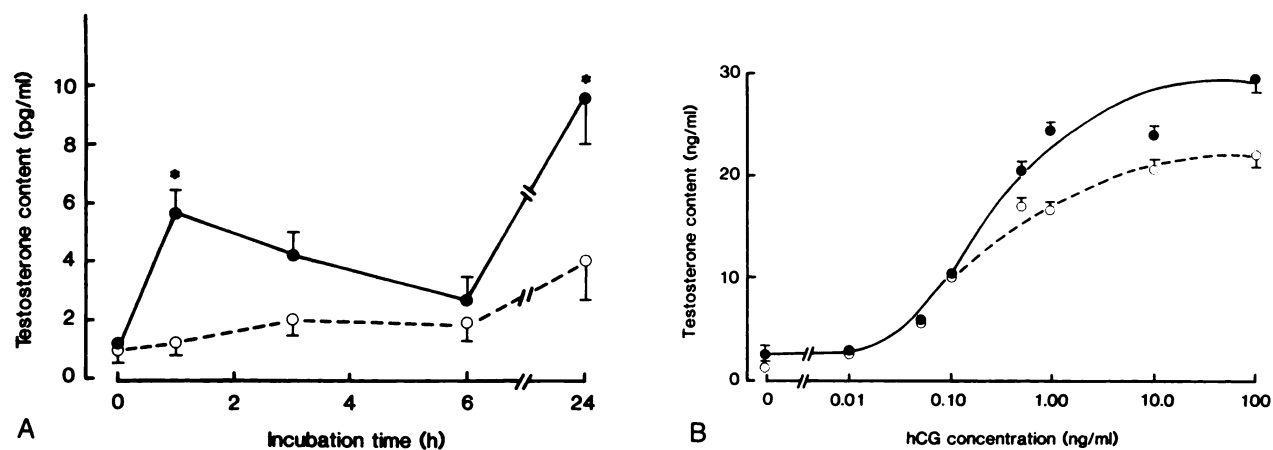 Testosterone content (pg/ml)
10
8
6
4
2
0
*
*
0 2 4 6 24
Incubation time (h)
A
Testosterone content (ng/ml)
30
20
10
0
0 0.01 0.10 1.00 10.0 100
hCG concentration (ng/ml)
B